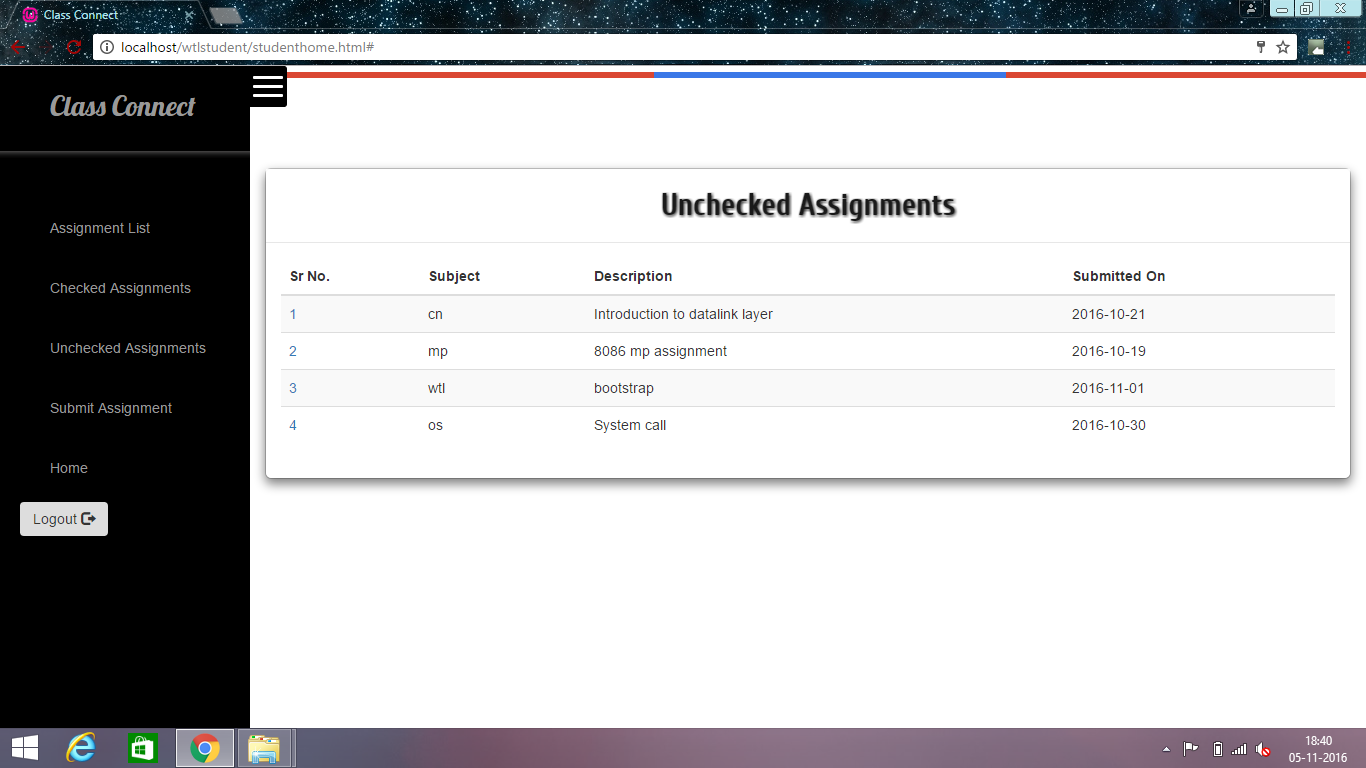 Class Connect
localhost/wtlstudent/studenthome.html#
Class Connect
Assignment List
Checked Assignments
Unchecked Assignments
Submit Assignment
Home
Logout
Unchecked Assignments
Sr No. Subject Description Submitted On
1 cn Introduction to datalink layer 2016-10-21
2 mp 8086 mp assignment 2016-10-19
3 wtl bootstrap 2016-11-01
4 os System call 2016-10-30
18:40
05-11-2016